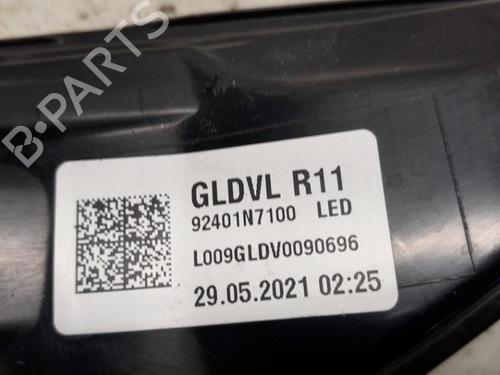 B-PARTS
GLDVL R11
92401N7100 LED
L009GLDV0090696
29.05.2021 02:25